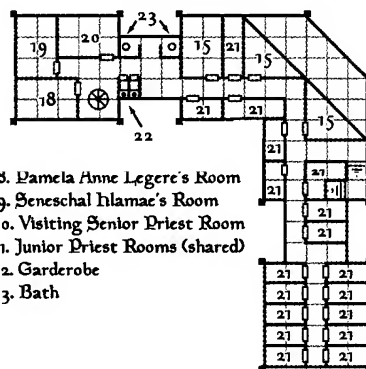 23
20
19 15 21 15
18
21 21
15
22
21
21
8. Pamela Anne Legere's Room
21
9. Seneschal Hlamae's Room
0. Visiting Senior Priest Room
21
1. Junior Priest Rooms (shared)
21
2. Garderobe
21 21
3. Bath
21 21
21 21
21 21
21 21